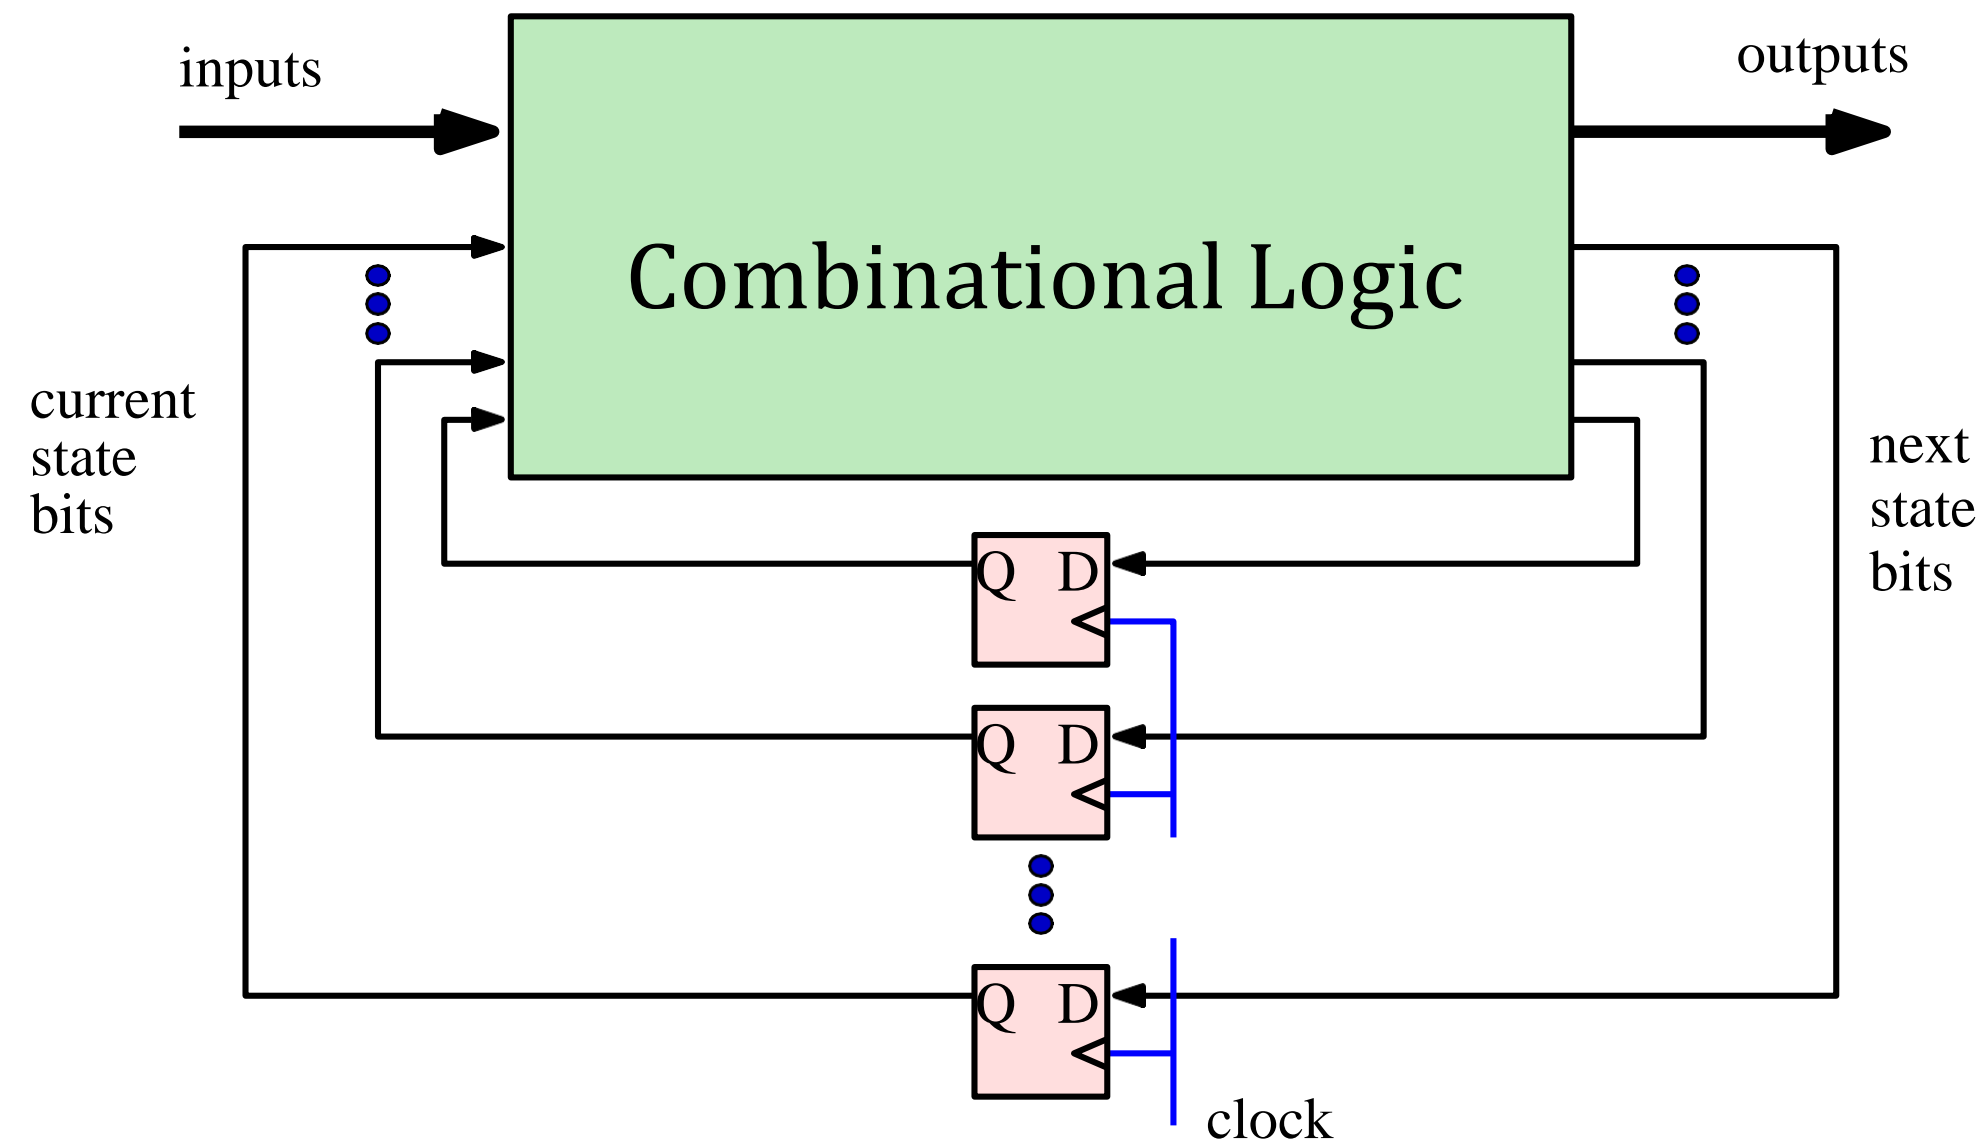 inputs
outputs
Combinational Logic
current
state
bits
next
state
bits
Q D
Q D
Q D
clock